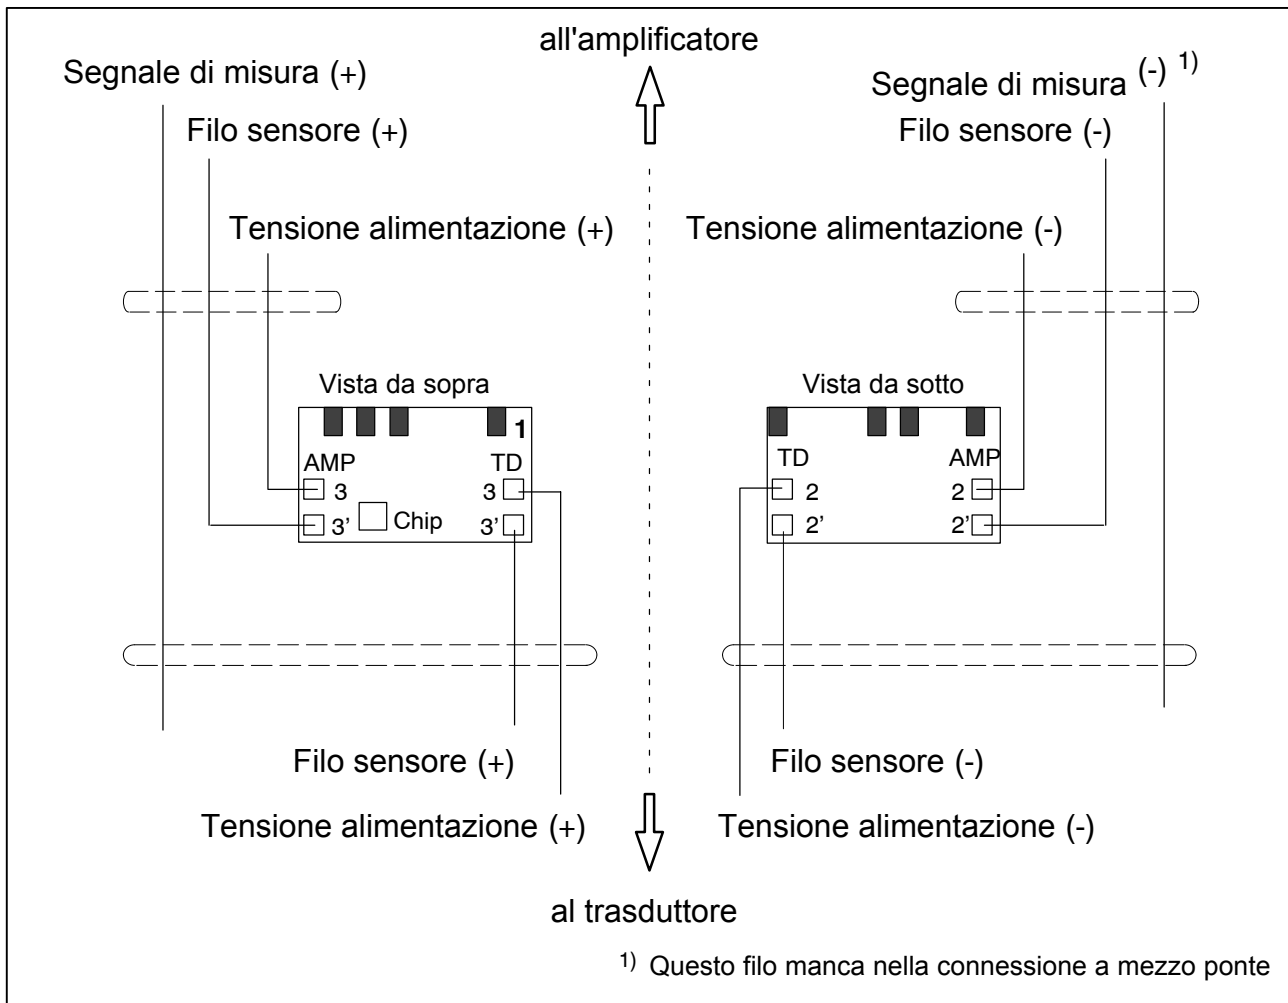 all'amplificatore
Segnale di misura (+)
Segnale di misura (-) 1)
Filo sensore (+)
Filo sensore (-)
Tensione alimentazione (+)
Tensione alimentazione (-)
Vista da sopra
1
AMP
TD
3
3
3'
Chip
3'
Vista da sotto
TD
AMP
2
2
2'
2'
Filo sensore (+)
Filo sensore (-)
Tensione alimentazione (+)
Tensione alimentazione (-)
al trasduttore
1) Questo filo manca nella connessione a mezzo ponte